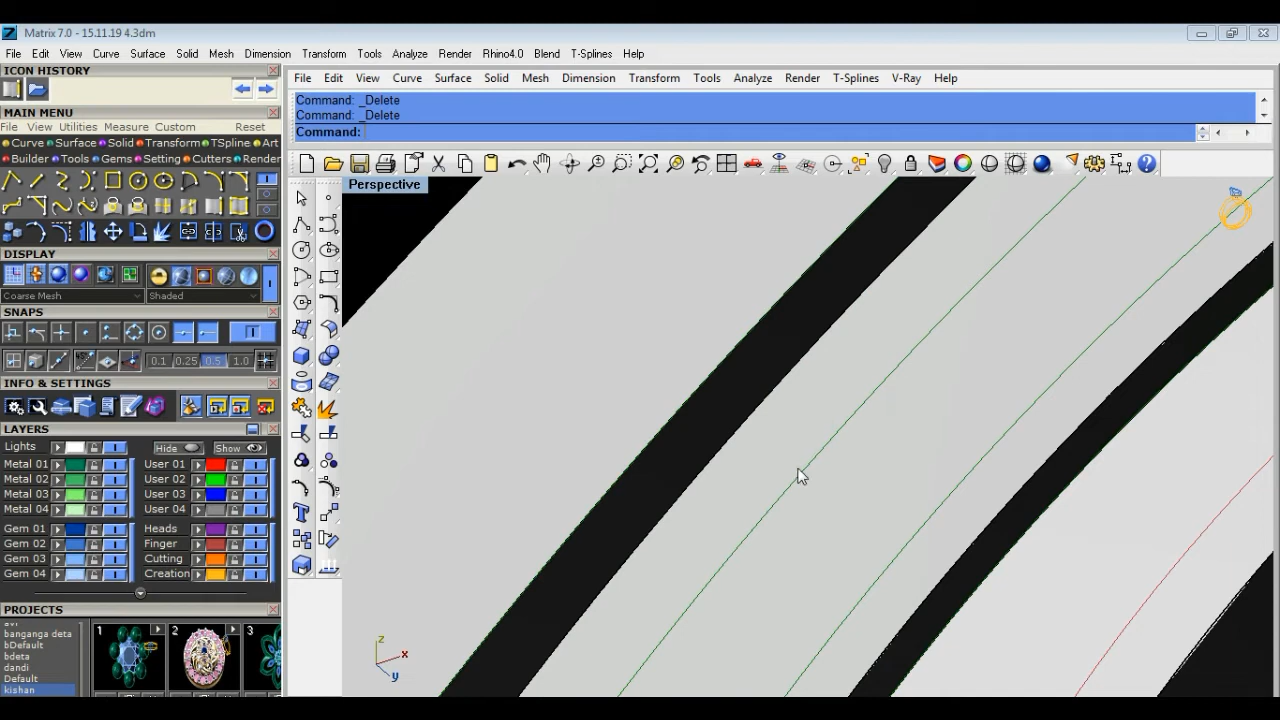 Matrix 7.0 - 15.11.19 4.3dm
File Edit View Curve Surface Solid Mesh Dimension Transform Tools Analyze Render Rhino4.0 Blend T-Splines Help
ICON HISTORY
MAIN MENU
File View Utilities Measure Custom Reset
Curve Surface Solid Transform TSpline Art
Builder Tools Gems Setting Cutters Render
DISPLAY
Coarse Mesh Shaded
SNAPS
0.1 0.25 0.5 1.0
INFO & SETTINGS
LAYERS
Lights Hide Show
Metal 01 User 01
Metal 02 User 02
Metal 03 User 03
Metal 04 User 04
Gem 01 Heads
Gem 02 Finger
Gem 03 Cutting
Gem 04 Creation
PROJECTS
avi
banganga deta
bDefault
bdeta
dandi
Default
kishan
1 2 3
File Edit View Curve Surface Solid Mesh Dimension Transform Tools Analyze Render T-Splines V-Ray Help
Command: _Delete
Command: _Delete
Command:
Perspective
z
x
y